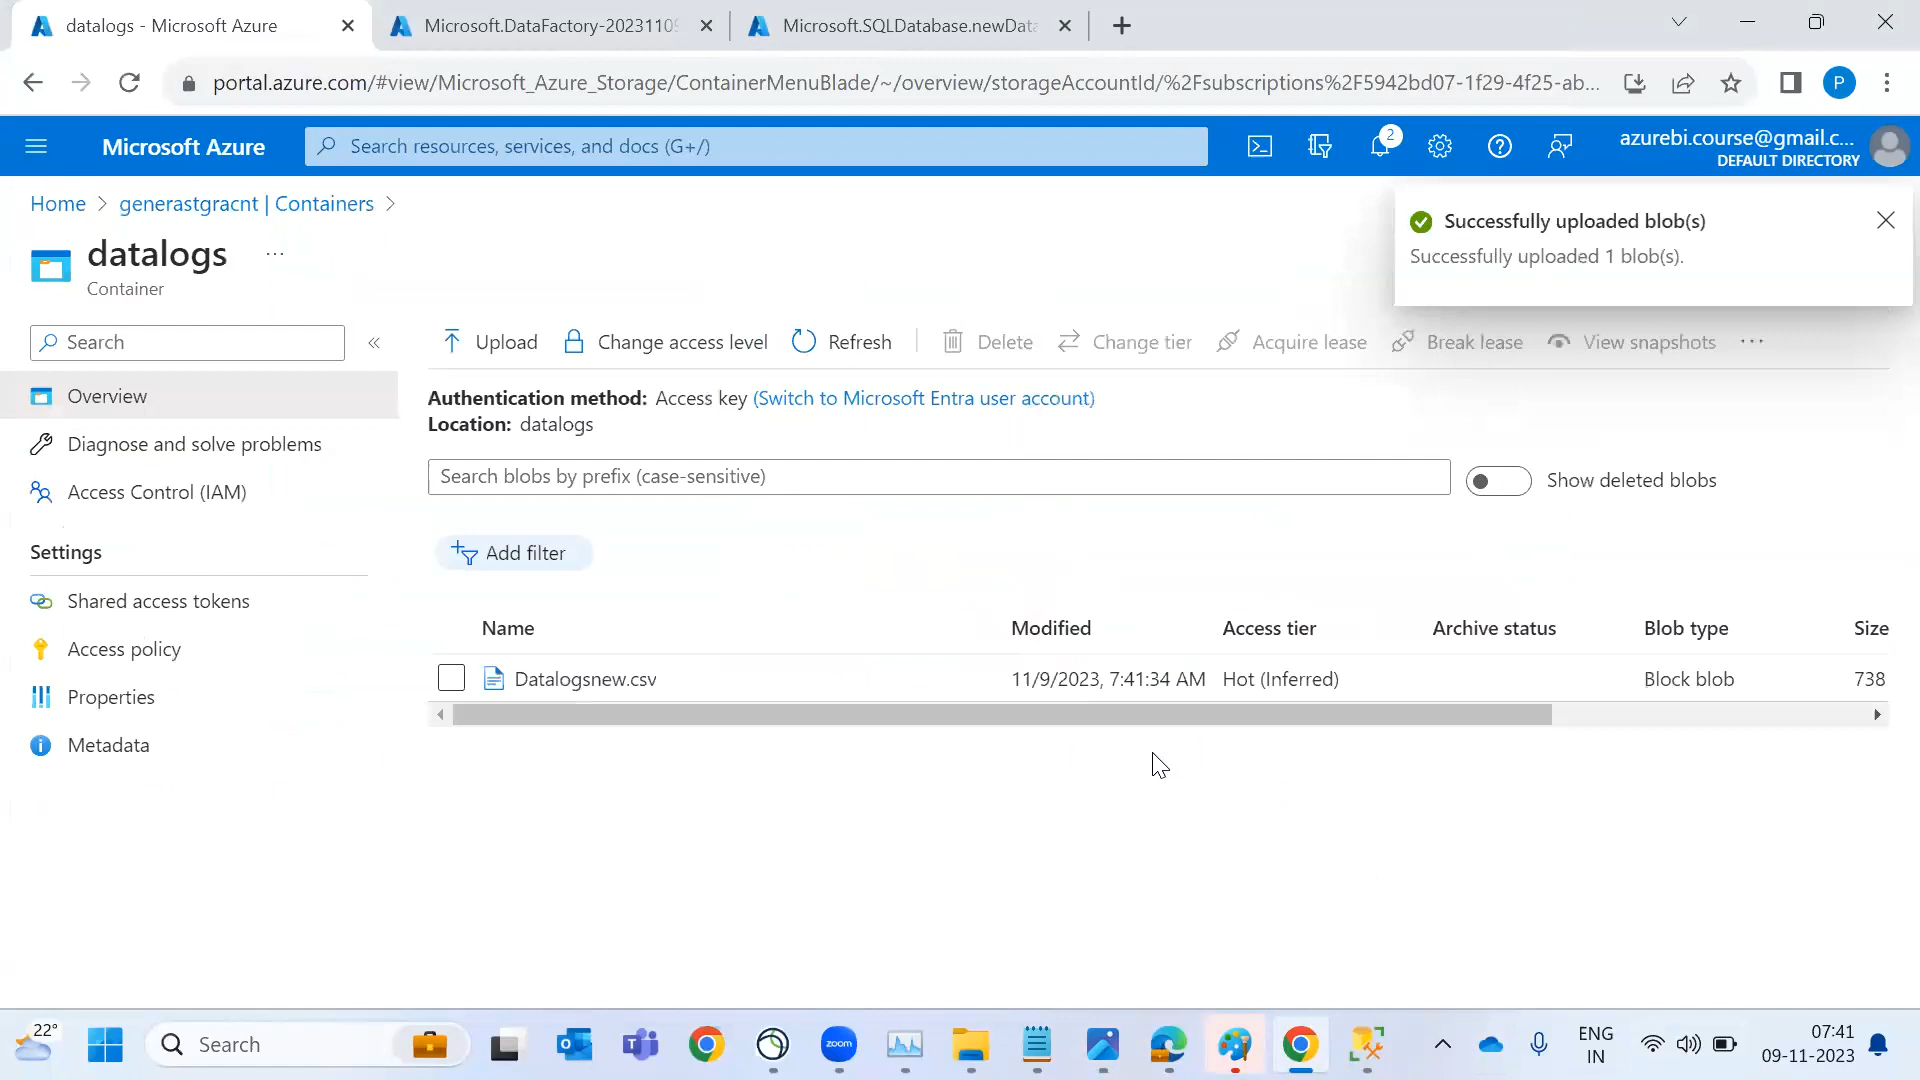 datalogs - Microsoft Azure
Microsoft.DataFactory-20231109
Microsoft.SQLDatabase.newData
portal.azure.com/#view/Microsoft_Azure_Storage/ContainerMenuBlade/~/overview/storageAccountId/%2Fsubscriptions%2F5942bd07-1f29-4f25-ab...
P
Microsoft Azure
Search resources, services, and docs (G+/)
2
azurebi.course@gmail.c...
DEFAULT DIRECTORY
Home > generastgracnt | Containers >
Successfully uploaded blob(s)
Successfully uploaded 1 blob(s).
datalogs ...
Container
Search
«
Upload
Change access level
Refresh
Delete
Change tier
Acquire lease
Break lease
View snapshots
...
Overview
Diagnose and solve problems
Access Control (IAM)
Settings
Shared access tokens
Access policy
Properties
Metadata
Authentication method: Access key (Switch to Microsoft Entra user account)
Location: datalogs
Search blobs by prefix (case-sensitive)
Show deleted blobs
Add filter
Name Modified Access tier Archive status Blob type Size
Datalogsnew.csv 11/9/2023, 7:41:34 AM Hot (Inferred) Block blob 738
22°
Search
zoom
ENG
IN
07:41
09-11-2023